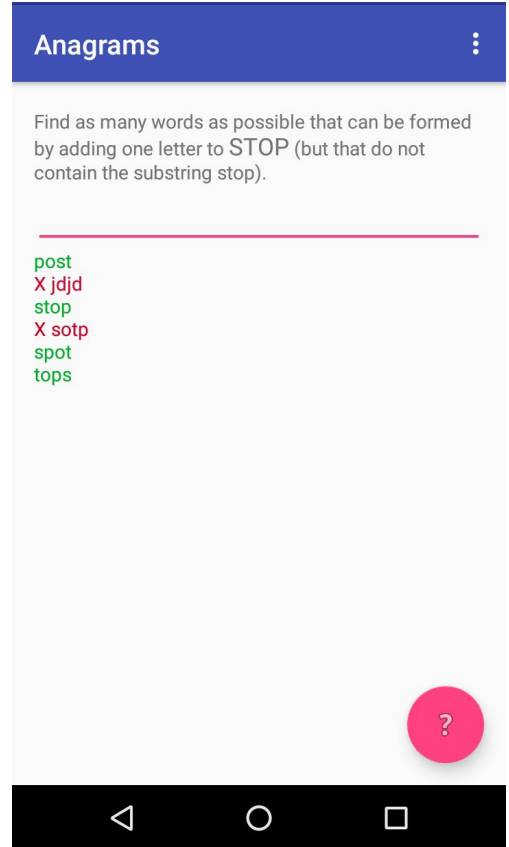 Anagrams
Find as many words as possible that can be formed
by adding one letter to STOP (but that do not
contain the substring stop).
post
X jdjd
stop
X sotp
spot
tops
?